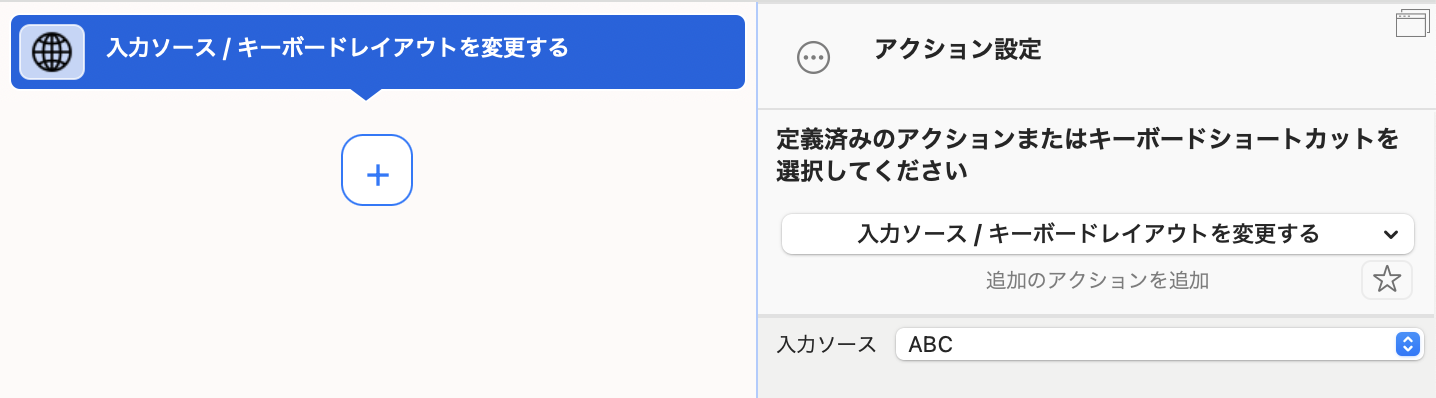 入力ソース / キーボードレイアウトを変更する
アクション設定
定義済みのアクションまたはキーボードショートカットを
選択してください
入力ソース / キーボードレイアウトを変更する
追加のアクションを追加
入力ソース
ABC